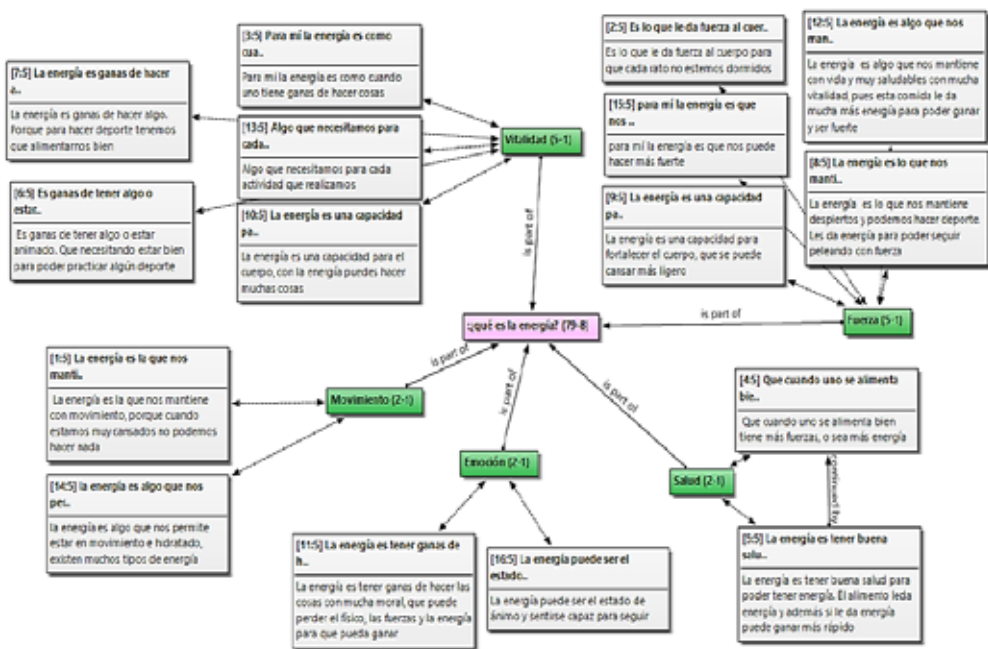 [3:5] Para mí la energía es como
cua..
Para mi la energía es como cuando
uno tiene ganas de hacer cosas
[7:5] La energía es ganas de hacer
a..
La energía es ganas de hacer algo.
Porque para hacer deporte tenemos
que alimentarnos bien
[13:5] Algo que necesitamos para
cada..
Algo que necesitamos para cada
actividad que realizamos
[6:5] Es ganas de tener algo o
estar..
Es ganas de tener algo o estar
animado. Que necesitando estar bien
para poder practicar algún deporte
[10:5] La energía es una capacidad
pa..
La energía es una capacidad para el
cuerpo, con la energía puedes hacer
muchas cosas
Vitalidad (5-1)
is part of
[2:5] Es lo que le da fuerza al cuer..
Es lo que le da fuerza al cuerpo para
que cada rato no estemos dormidos
[12:5] La energía es algo que nos
man..
La energía es algo que nos mantiene
con vida y muy saludables con mucha
vitalidad, pues esta comida le da
mucha más energía para poder ganar
y ser fuerte
[15:5] para mí la energía es que
nos ..
para mí la energía es que nos puede
hacer más fuerte
[8:5] La energía es lo que nos
manti..
La energía es lo que nos mantiene
despiertos y podemos hacer deporte.
Les da energía para poder seguir
peleando con fuerza
[9:5] La energía es una capacidad
pa..
La energía es una capacidad para
fortalecer el cuerpo, que se puede
cansar más ligero
Fuerza (5-1)
is part of
¿qué es la energía? (79-8)
[1:5] La energía es la que nos
manti..
La energía es la que nos mantiene
con movimiento, porque cuando
estamos muy cansados no podemos
hacer nada
Movimiento (2-1)
is part of
[14:5] la energía es algo que nos
per..
la energía es algo que nos permite
estar en movimiento e hidratado,
existen muchos tipos de energía
is part of
Emoción (2-1)
[11:5] La energía es tener ganas de
h..
La energía es tener ganas de hacer las
cosas con mucha moral, que puede
perder el físico, las fuerzas y la energía
para que pueda ganar
[16:5] La energía puede ser el
estado..
La energía puede ser el estado de
ánimo y sentirse capaz para seguir
is part of
Salud (2-1)
[4:5] Que cuando uno se alimenta
bie..
Que cuando uno se alimenta bien
tiene más fuerzas, o sea más energía
continued by
[5:5] La energía es tener buena
salu..
La energía es tener buena salud para
poder tener energía. Él alimento leda
energía y además si le da energía
puede ganar más rápido